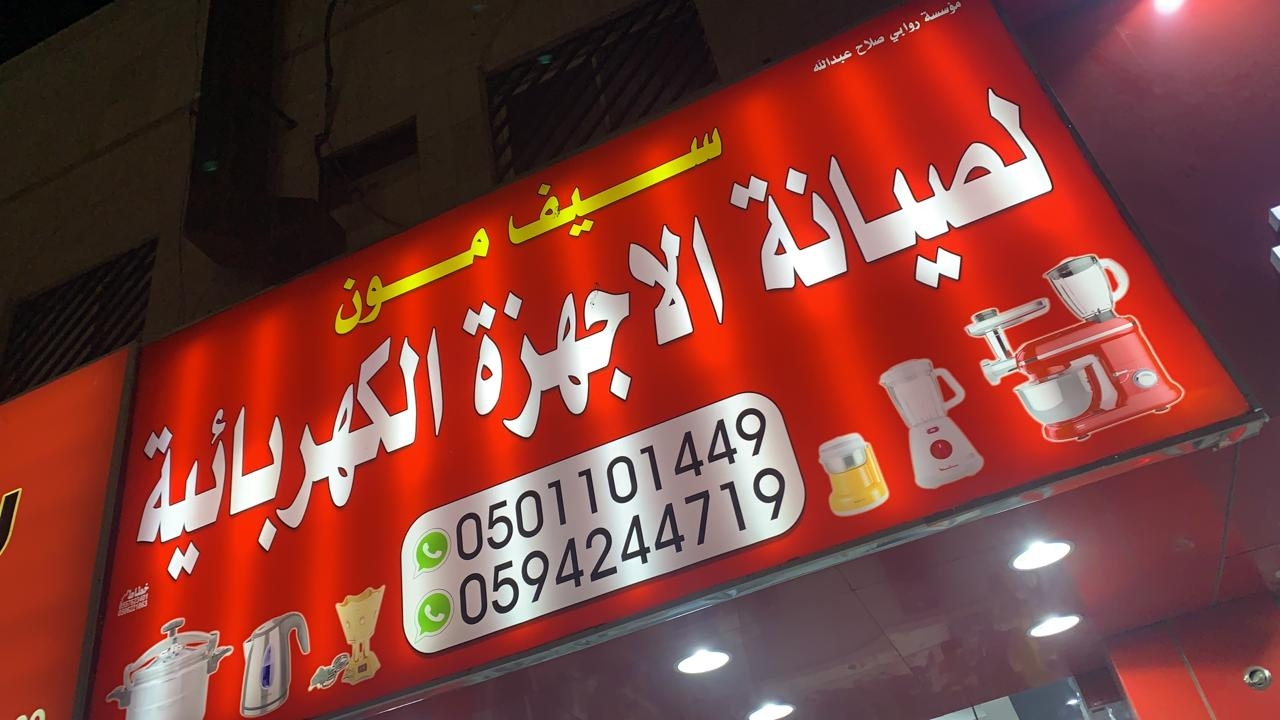 مؤسسة روابي صلاح عبدالله
سيف مون
لصيانة الاجهزة الكهربائية
0501101449
0594244719